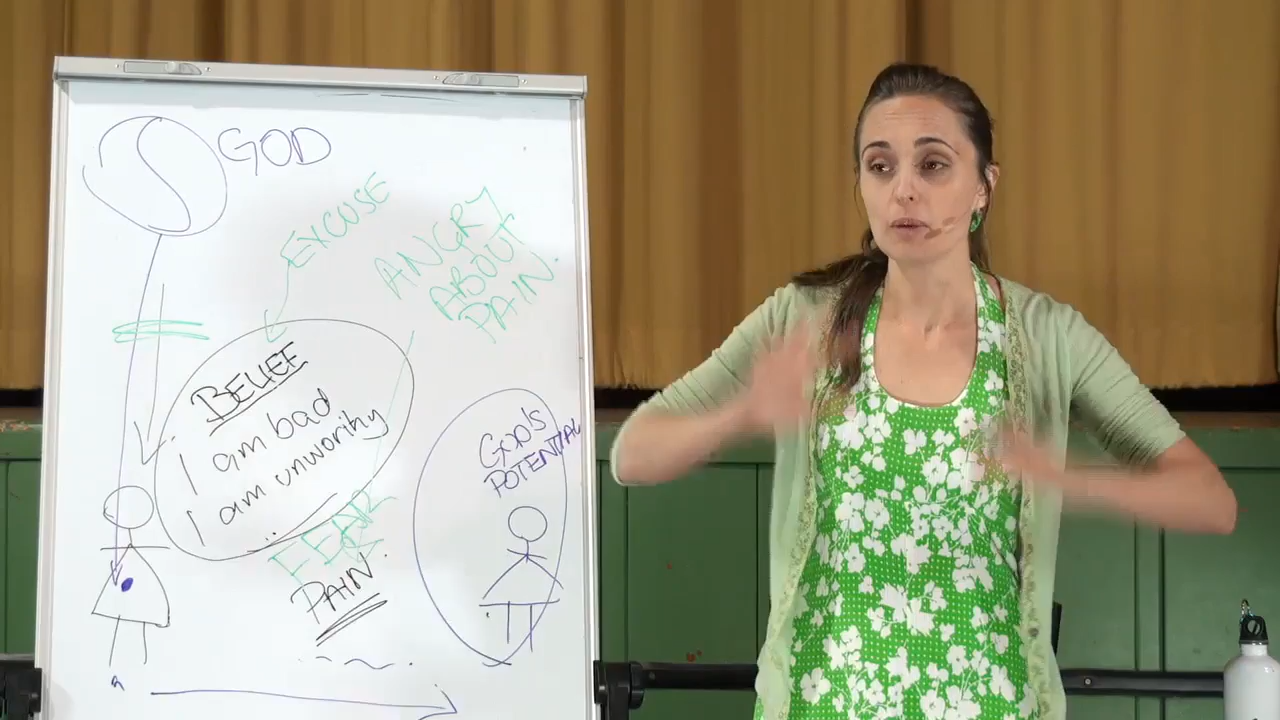 GOD
EXCUSE
ANGRY
ABOUT
PAIN.
BELIEF
I am bad
I am unworthy
...
GOD'S
POTENTIAL
FEAR
PAIN.